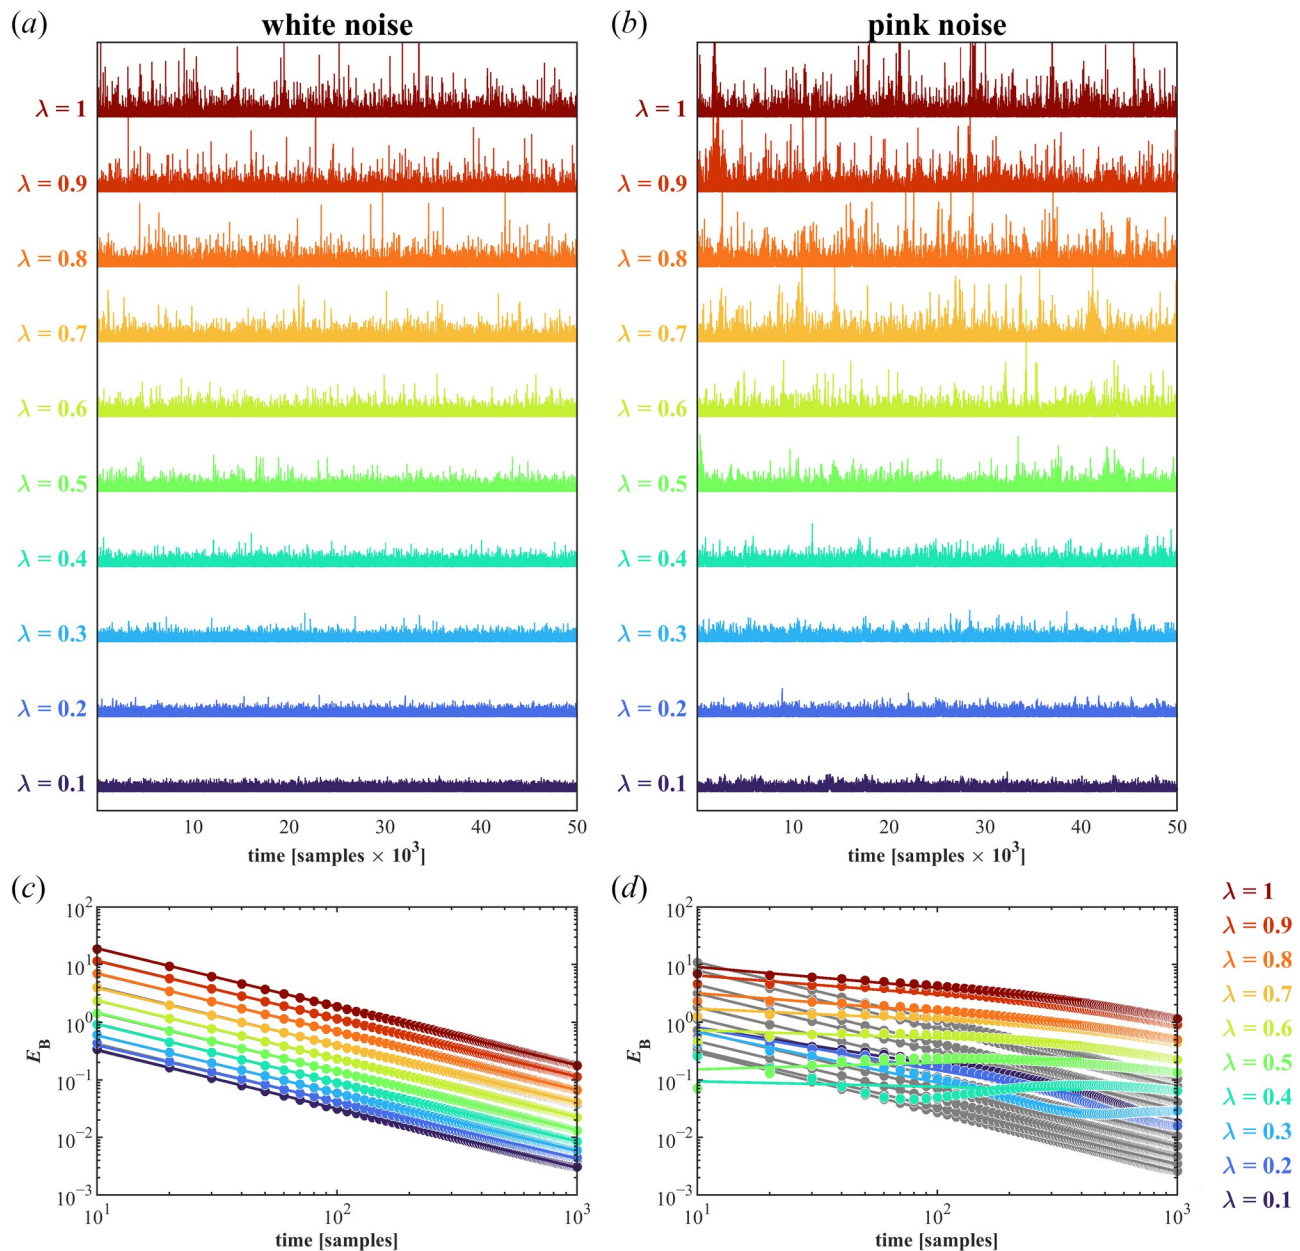 (a) white noise
λ = 1
λ = 0.9
λ = 0.8
λ = 0.7
λ = 0.6
λ = 0.5
λ = 0.4
λ = 0.3
λ = 0.2
λ = 0.1
10 20 30 40 50
time [samples × 10³]
(b) pink noise
λ = 1
λ = 0.9
λ = 0.8
λ = 0.7
λ = 0.6
λ = 0.5
λ = 0.4
λ = 0.3
λ = 0.2
λ = 0.1
10 20 30 40 50
time [samples × 10³]
(c)
10²
10¹
10⁰
10⁻¹
10⁻²
10⁻³
E_B
10¹ 10² 10³
time [samples]
(d)
10²
10¹
10⁰
10⁻¹
10⁻²
10⁻³
E_B
10¹ 10² 10³
time [samples]
λ = 1
λ = 0.9
λ = 0.8
λ = 0.7
λ = 0.6
λ = 0.5
λ = 0.4
λ = 0.3
λ = 0.2
λ = 0.1